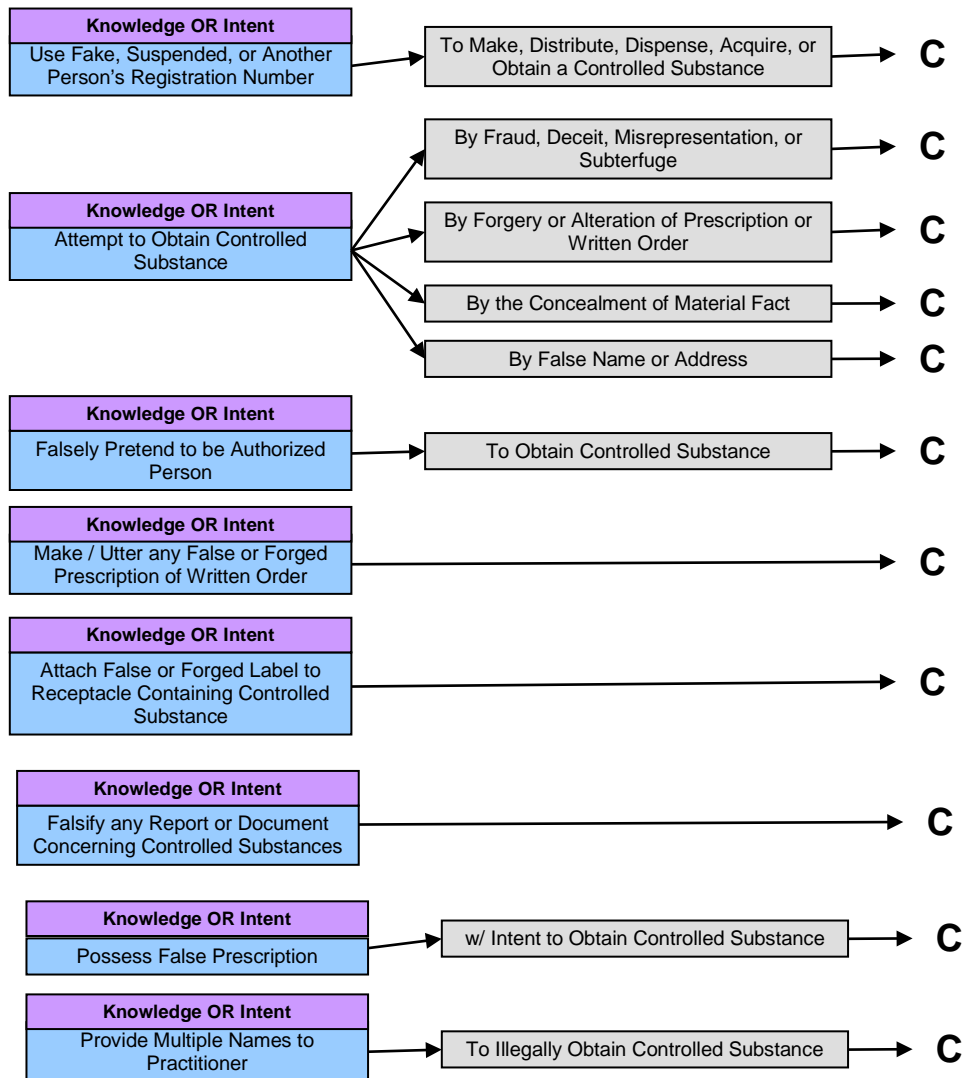 Knowledge OR Intent
Use Fake, Suspended, or Another
Person's Registration Number
To Make, Distribute, Dispense, Acquire, or
Obtain a Controlled Substance
C
By Fraud, Deceit, Misrepresentation, or
Subterfuge
C
Knowledge OR Intent
Attempt to Obtain Controlled
Substance
By Forgery or Alteration of Prescription or
Written Order
C
By the Concealment of Material Fact
C
By False Name or Address
C
Knowledge OR Intent
Falsely Pretend to be Authorized
Person
To Obtain Controlled Substance
C
Knowledge OR Intent
Make / Utter any False or Forged
Prescription of Written Order
C
Knowledge OR Intent
Attach False or Forged Label to
Receptacle Containing Controlled
Substance
C
Knowledge OR Intent
Falsify any Report or Document
Concerning Controlled Substances
C
Knowledge OR Intent
Possess False Prescription
w/ Intent to Obtain Controlled Substance
C
Knowledge OR Intent
Provide Multiple Names to
Practitioner
To Illegally Obtain Controlled Substance
C